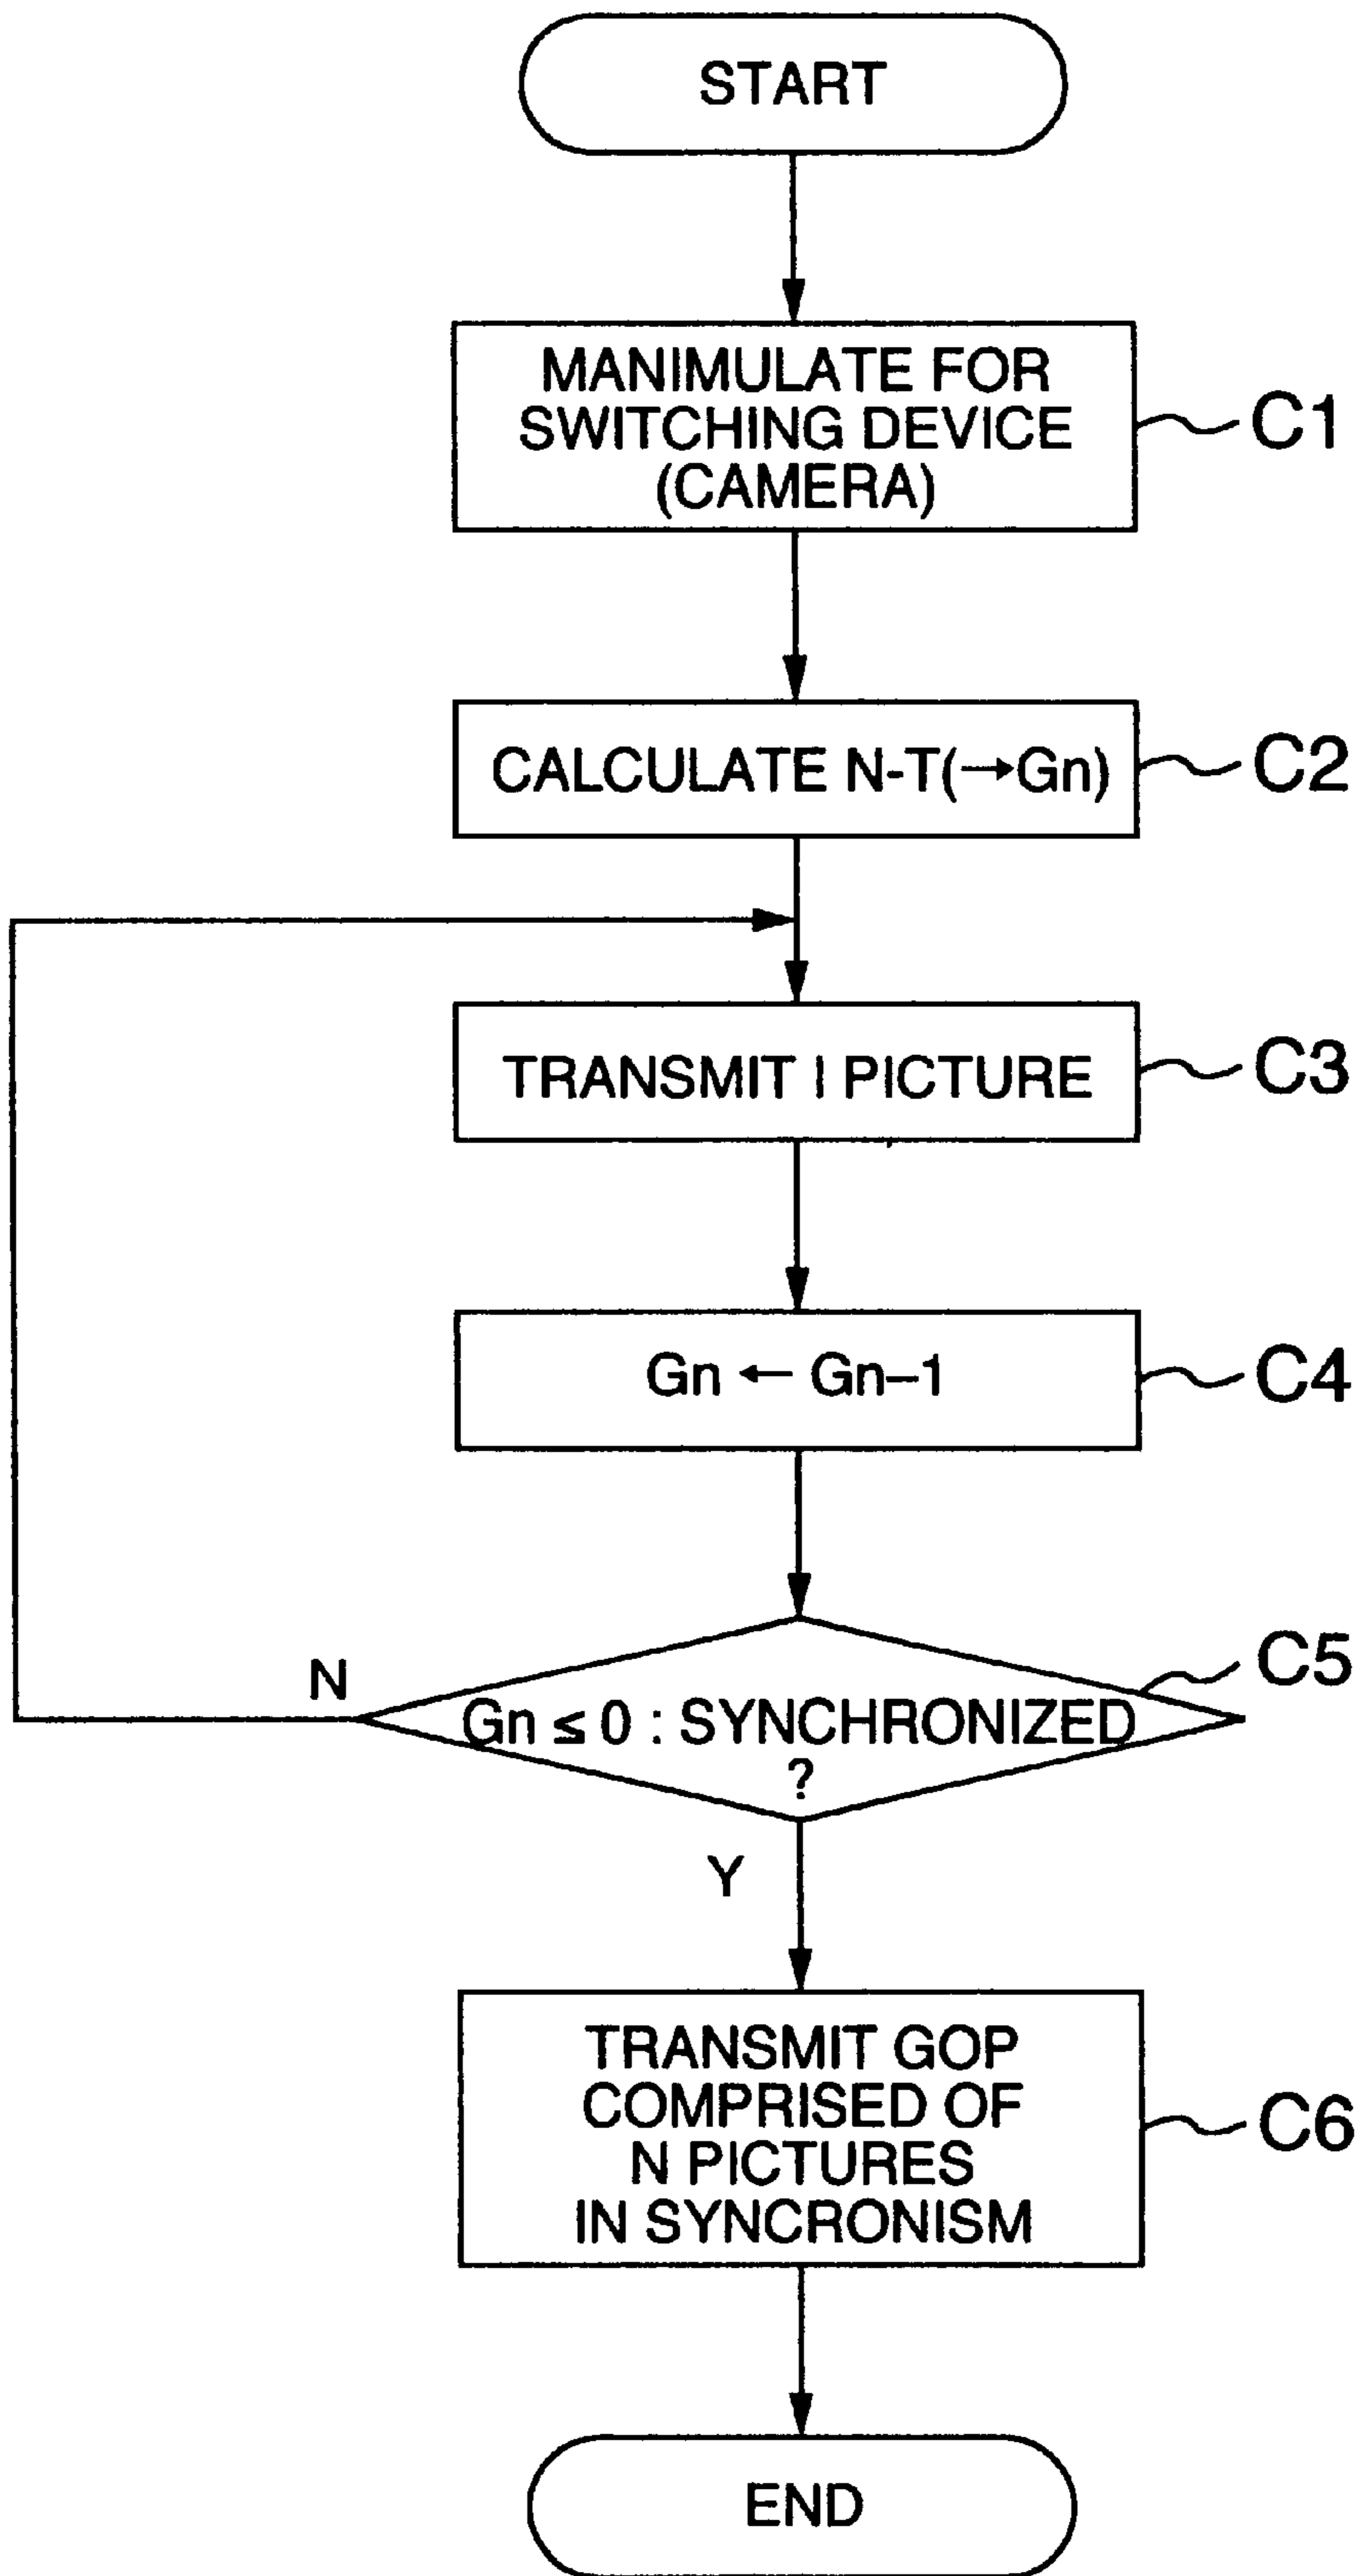 START
MANIMULATE FOR
SWITCHING DEVICE
(CAMERA)
C1
CALCULATE N-T(→Gn)
C2
TRANSMIT I PICTURE
C3
Gn ← Gn–1
C4
C5
N
Gn ≤ 0 : SYNCHRONIZED
?
Y
TRANSMIT GOP
COMPRISED OF
N PICTURES
IN SYNCRONISM
C6
END